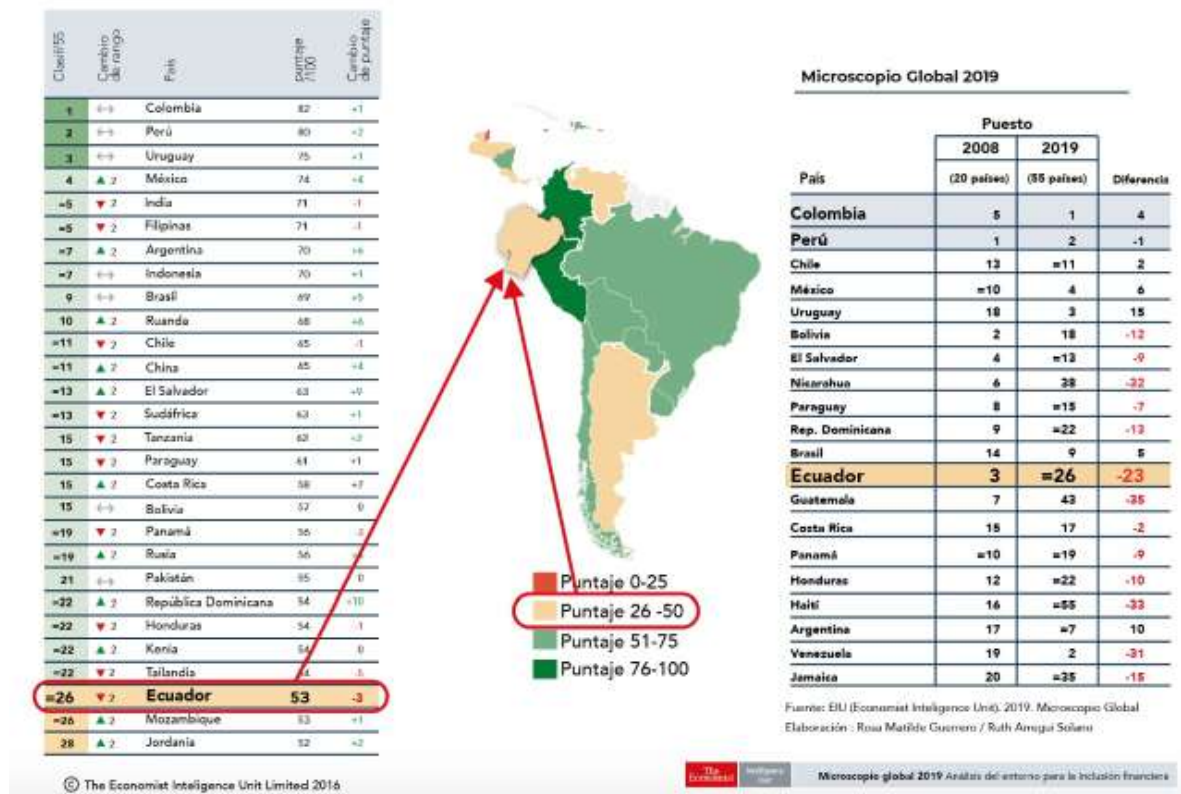 Clasif/55 Cambio de rango País puntaje /100 Cambio de puntaje
1 Colombia 82 +1
2 Perú 80 +2
3 Uruguay 75 +1
4 ▲ 2 México 74 +4
=5 ▼ 2 India 71 -1
=5 ▼ 2 Filipinas 71 -1
=7 ▲ 2 Argentina 70 +6
=7 Indonesia 70 +1
9 Brasil 69 +5
10 ▲ 2 Ruanda 68 +6
=11 ▼ 2 Chile 65 -1
=11 ▲ 2 China 65 +4
=13 ▲ 2 El Salvador 63 +9
=13 ▼ 2 Sudáfrica 63 +1
15 ▼ 2 Tanzania 62 +2
15 ▼ 2 Paraguay 61 +1
15 ▲ 2 Costa Rica 58 +7
15 Bolivia 57 0
=19 ▼ 2 Panamá 56
=19 ▲ 2 Rusia 56
21 Pakistán 55 0
=22 ▲ 2 República Dominicana 54 +10
=22 ▼ 2 Honduras 54 -1
=22 ▲ 2 Kenia 54 0
=22 ▼ 2 Tailandia -5
=26 ▼ 2 Ecuador 53 -3
=26 ▲ 2 Mozambique 53 +1
28 ▲ 2 Jordania 52 +2
© The Economist Inteligence Unit Limited 2016
Puntaje 0-25
Puntaje 26 -50
Puntaje 51-75
Puntaje 76-100
Microscopio Global 2019
Puesto
2008 2019
País (20 países) (55 países) Diferencia
Colombia 5 1 4
Perú 1 2 -1
Chile 13 =11 2
México =10 4 6
Uruguay 18 3 15
Bolivia 2 18 -12
El Salvador 4 =13 -9
Nicarahua 6 38 -32
Paraguay 8 =15 -7
Rep. Dominicana 9 =22 -13
Brasil 14 9 5
Ecuador 3 =26 -23
Guatemala 7 43 -35
Costa Rica 15 17 -2
Panamá =10 =19 -9
Honduras 12 =22 -10
Haití 16 =55 -33
Argentina 17 =7 10
Venezuela 19 2 -31
Jamaica 20 =35 -15
Fuente: EIU (Economist Inteligence Unit). 2019. Microscopio Global
Elaboración : Rosa Matilde Guerrero / Ruth Arregui Solano
The Economist
Microscopio global 2019 Análisis del entorno para la inclusión financiera